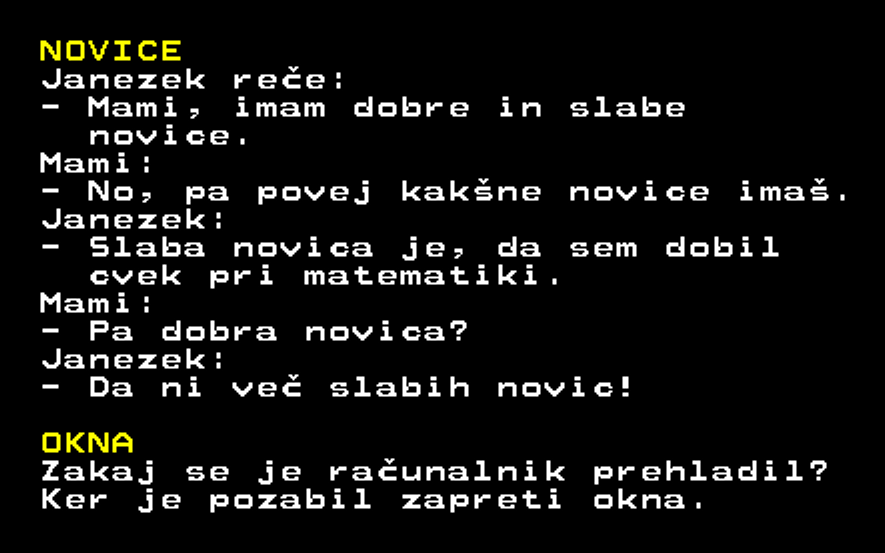 NOVICE
Janezek reče:
- Mami, imam dobre in slabe
novice.
Mami:
- No, pa povej kakšne novice imaš.
Janezek:
- Slaba novica je, da sem dobil
cvek pri matematiki.
Mami:
- Pa dobra novica?
Janezek:
- Da ni več slabih novic!
OKNA
Zakaj se je računalnik prehladil?
Ker je pozabil zapreti okna.